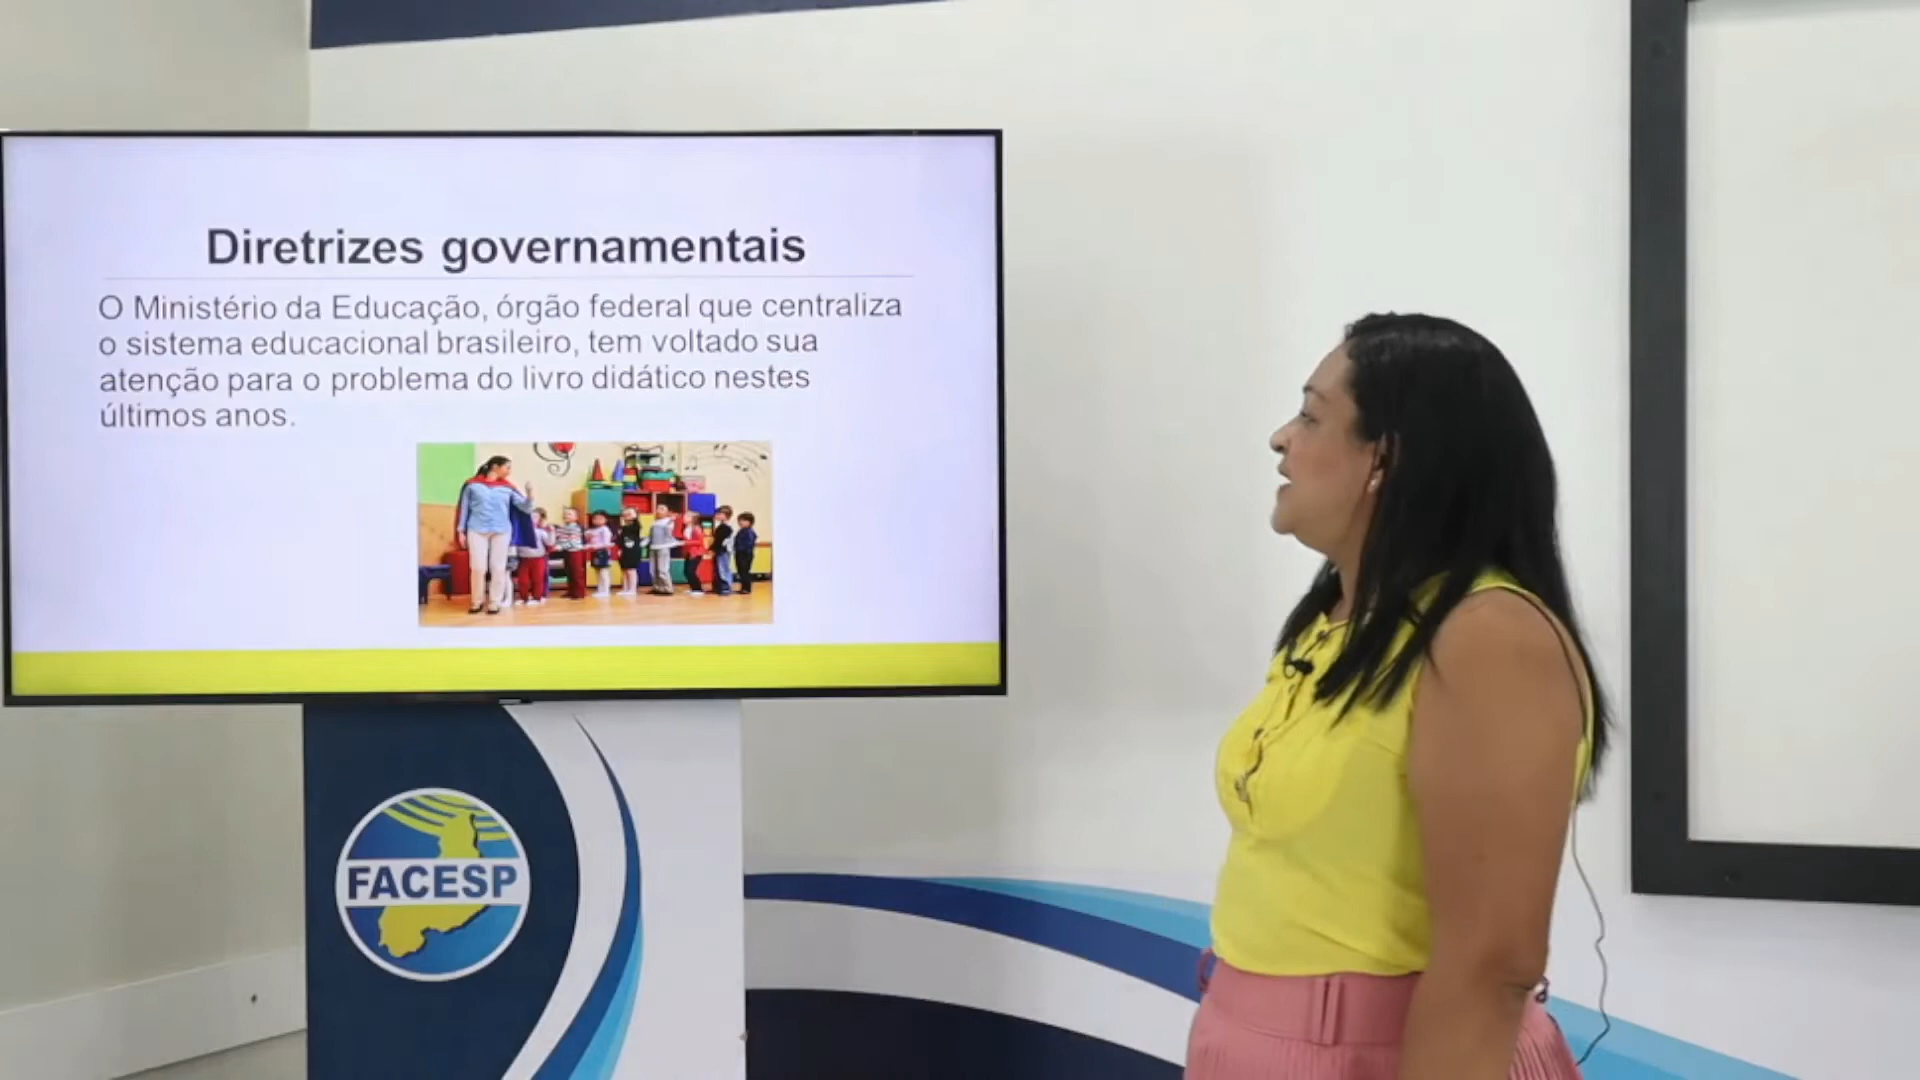 Diretrizes governamentais
O Ministério da Educação, órgão federal que centraliza
o sistema educacional brasileiro, tem voltado sua
atenção para o problema do livro didático nestes
últimos anos.
FACESP